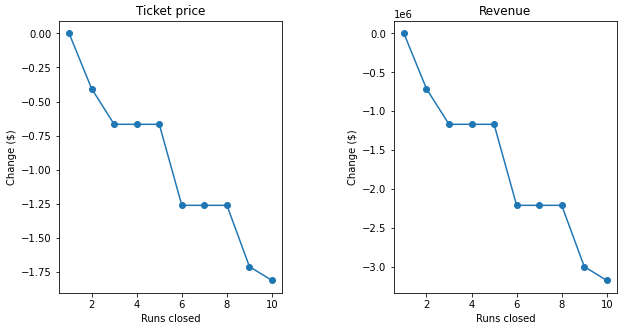 Ticket price
0.00
−0.25
−0.50
−0.75
−1.00
−1.25
−1.50
−1.75
Change ($)
2 4 6 8 10
Runs closed
Revenue
1e6
0.0
−0.5
−1.0
−1.5
−2.0
−2.5
−3.0
Change ($)
2 4 6 8 10
Runs closed